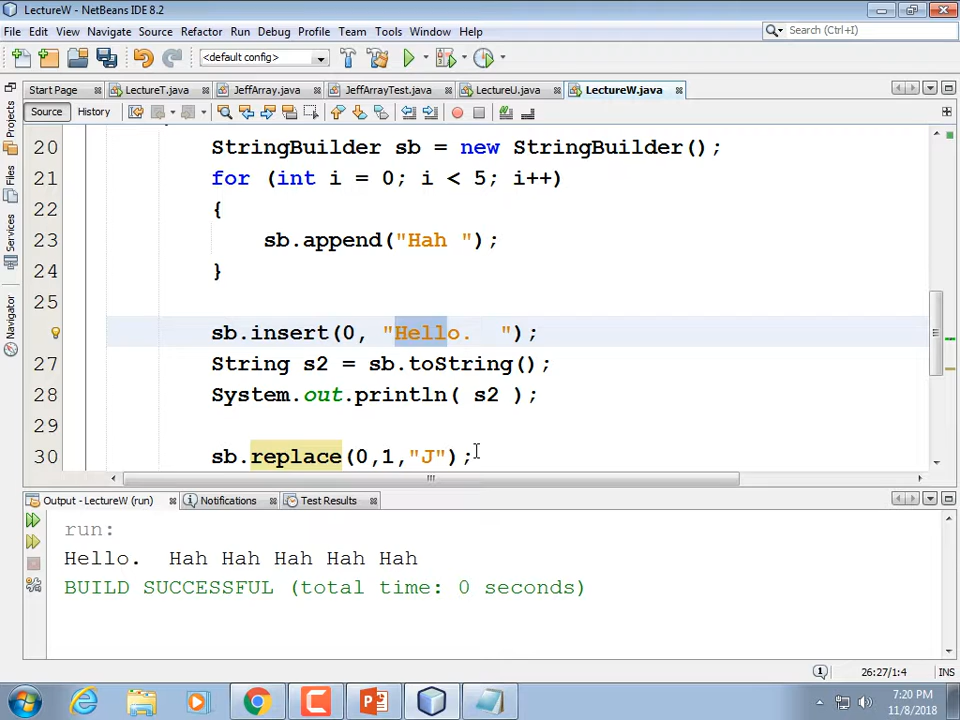 LectureW - NetBeans IDE 8.2
File Edit View Navigate Source Refactor Run Debug Profile Team Tools Window Help
Search (Ctrl+I)
<default config>
Start Page LectureT.java JeffArray.java JeffArrayTest.java LectureU.java LectureW.java
Source History
Projects
Files
Services
Navigator
20 StringBuilder sb = new StringBuilder();
21 for (int i = 0; i < 5; i++)
22 {
23 sb.append("Hah ");
24 }
25
sb.insert(0, "Hello.  ");
27 String s2 = sb.toString();
28 System.out.println( s2 );
29
30 sb.replace(0,1,"J");
Output - LectureW (run) Notifications Test Results
run:
Hello.  Hah Hah Hah Hah Hah
BUILD SUCCESSFUL (total time: 0 seconds)
1 26:27/1:4 INS
7:20 PM
11/8/2018